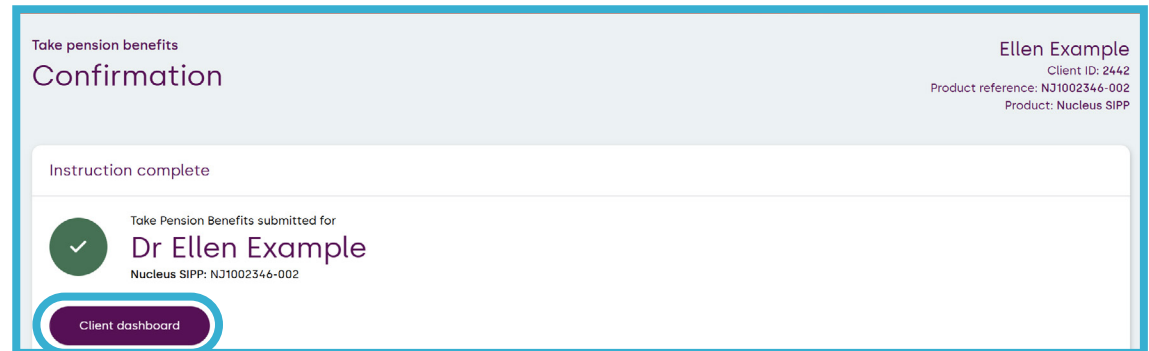 Take pension benefits
Confirmation
Ellen Example
Client ID: 2442
Product reference: NJ1002346-002
Product: Nucleus SIPP
Instruction complete
Take Pension Benefits submitted for
Dr Ellen Example
Nucleus SIPP: NJ1002346-002
Client dashboard